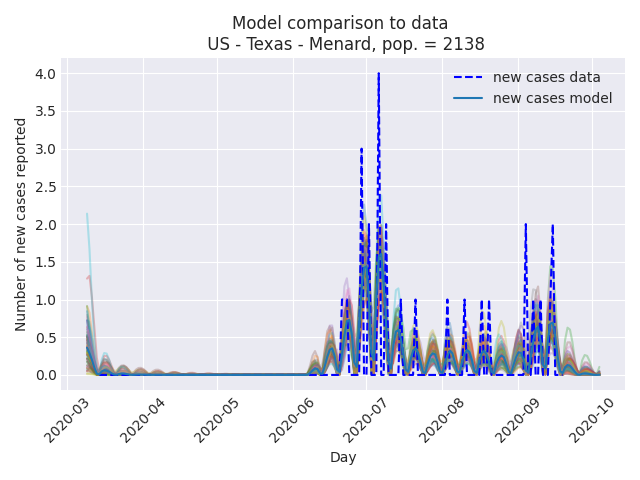 Model comparison to data
US - Texas - Menard, pop. = 2138
new cases data
new cases model
Number of new cases reported
4.0
3.5
3.0
2.5
2.0
1.5
1.0
0.5
0.0
2020-03
2020-04
2020-05
2020-06
2020-07
2020-08
2020-09
2020-10
Day